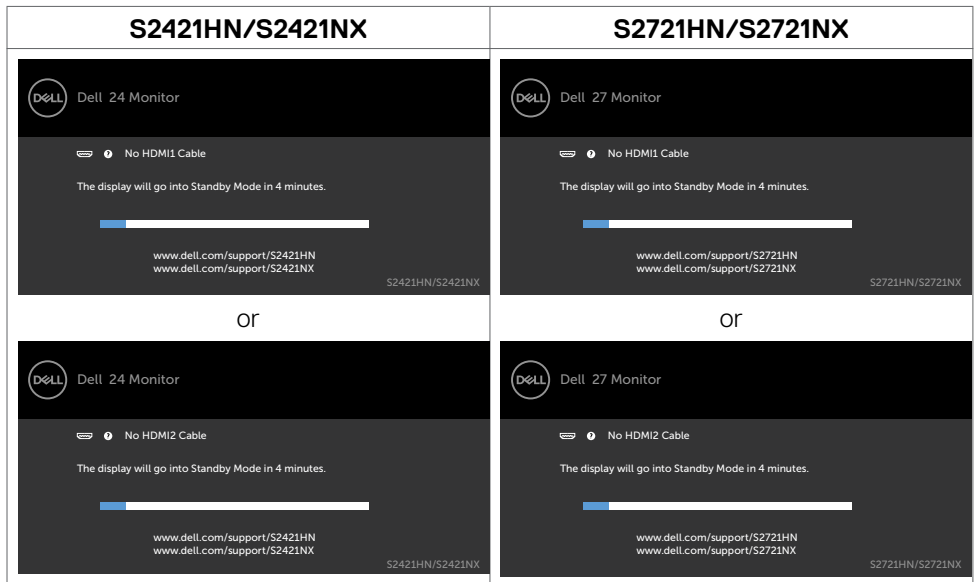 S2421HN/S2421NX
S2721HN/S2721NX
DELL
Dell 24 Monitor
No HDMI1 Cable
The display will go into Standby Mode in 4 minutes.
www.dell.com/support/S2421HN
www.dell.com/support/S2421NX
S2421HN/S2421NX
DELL
Dell 27 Monitor
No HDMI1 Cable
The display will go into Standby Mode in 4 minutes.
www.dell.com/support/S2721HN
www.dell.com/support/S2721NX
S2721HN/S2721NX
or
or
DELL
Dell 24 Monitor
No HDMI2 Cable
The display will go into Standby Mode in 4 minutes.
www.dell.com/support/S2421HN
www.dell.com/support/S2421NX
S2421HN/S2421NX
DELL
Dell 27 Monitor
No HDMI2 Cable
The display will go into Standby Mode in 4 minutes.
www.dell.com/support/S2721HN
www.dell.com/support/S2721NX
S2721HN/S2721NX